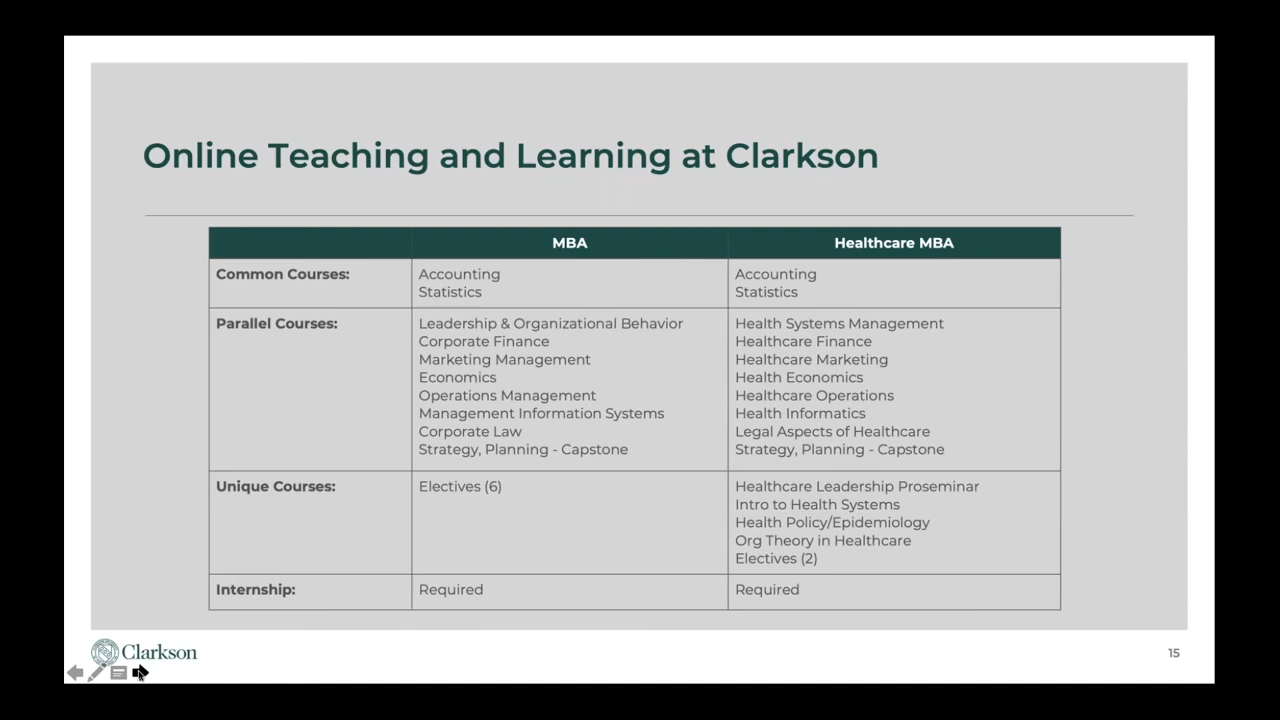 Online Teaching and Learning at Clarkson
MBA
Healthcare MBA
Common Courses:
Accounting
Statistics
Accounting
Statistics
Parallel Courses:
Leadership & Organizational Behavior
Corporate Finance
Marketing Management
Economics
Operations Management
Management Information Systems
Corporate Law
Strategy, Planning - Capstone
Health Systems Management
Healthcare Finance
Healthcare Marketing
Health Economics
Healthcare Operations
Health Informatics
Legal Aspects of Healthcare
Strategy, Planning - Capstone
Unique Courses:
Electives (6)
Healthcare Leadership Proseminar
Intro to Health Systems
Health Policy/Epidemiology
Org Theory in Healthcare
Electives (2)
Internship:
Required
Required
Clarkson
15